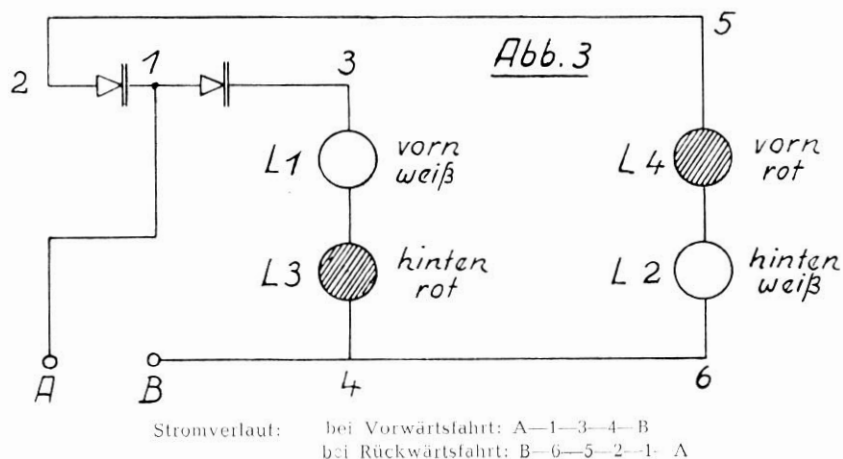 5
2 1 3 Abb. 3
L1 vorn weiß
L4 vorn rot
L3 hinten rot
L2 hinten weiß
A B 4 6
Stromverlauf: bei Vorwärtsfahrt: A—1—3—4—B
bei Rückwärtsfahrt: B—6—5—2—1- A